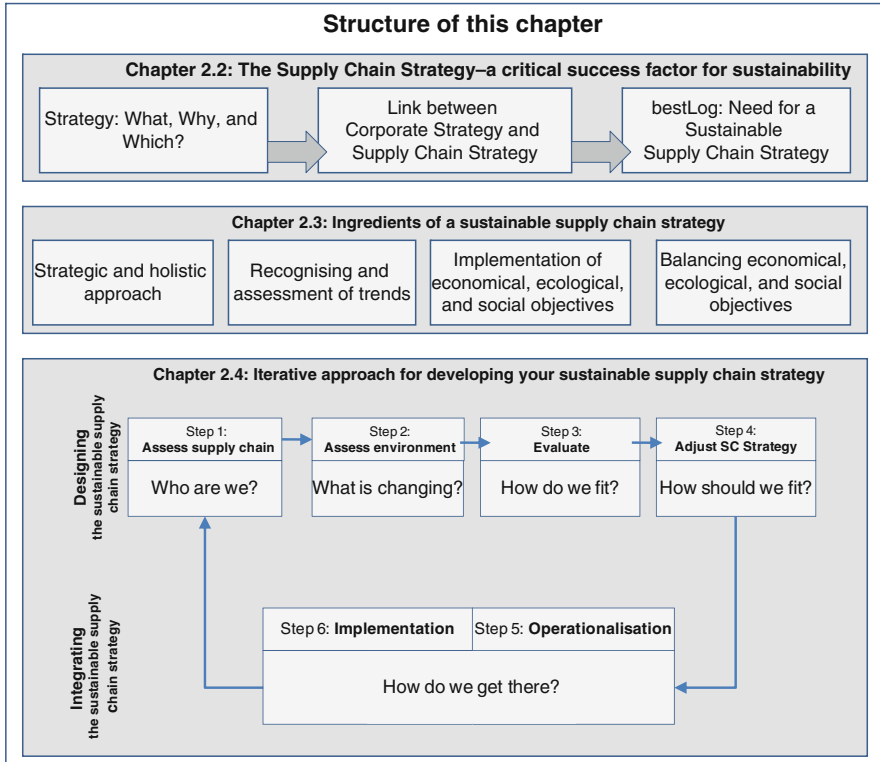 Structure of this chapter
Chapter 2.2: The Supply Chain Strategy–a critical success factor for sustainability
Strategy: What, Why, and
Which?
Link between
Corporate Strategy and
Supply Chain Strategy
bestLog: Need for a
Sustainable
Supply Chain Strategy
Chapter 2.3: Ingredients of a sustainable supply chain strategy
Strategic and holistic
approach
Recognising and
assessment of trends
Implementation of
economical, ecological,
and social objectives
Balancing economical,
ecological, and social
objectives
Chapter 2.4: Iterative approach for developing your sustainable supply chain strategy
Designing
the sustainable supply
chain strategy
Step 1:
Assess supply chain
Who are we?
Step 2:
Assess environment
What is changing?
Step 3:
Evaluate
How do we fit?
Step 4:
Adjust SC Strategy
How should we fit?
Integrating
the sustainable supply
chain strategy
Step 6: Implementation
Step 5: Operationalisation
How do we get there?